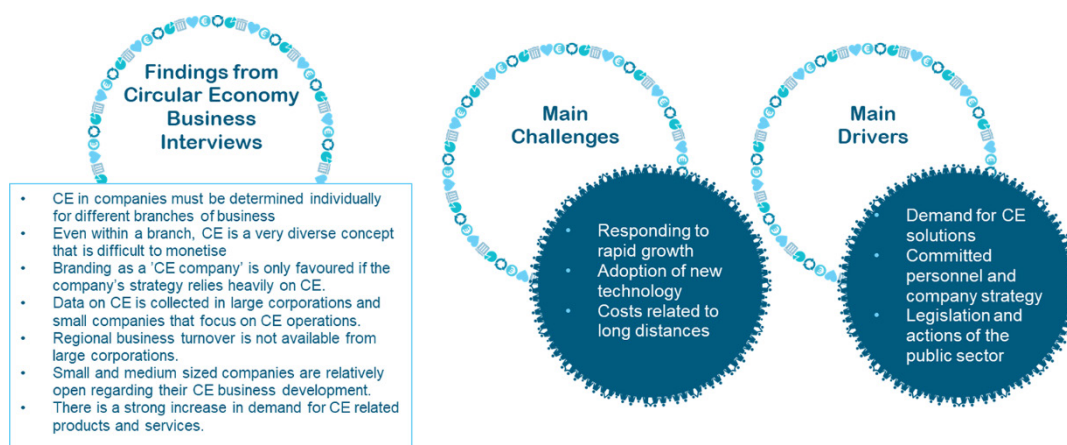 Findings from
Circular Economy
Business
Interviews
• CE in companies must be determined individually
for different branches of business
• Even within a branch, CE is a very diverse concept
that is difficult to monetise
• Branding as a 'CE company' is only favoured if the
company's strategy relies heavily on CE.
• Data on CE is collected in large corporations and
small companies that focus on CE operations.
• Regional business turnover is not available from
large corporations.
• Small and medium sized companies are relatively
open regarding their CE business development.
• There is a strong increase in demand for CE related
products and services.
Main
Challenges
• Responding to
rapid growth
• Adoption of new
technology
• Costs related to
long distances
Main
Drivers
• Demand for CE
solutions
• Committed
personnel and
company strategy
• Legislation and
actions of the
public sector